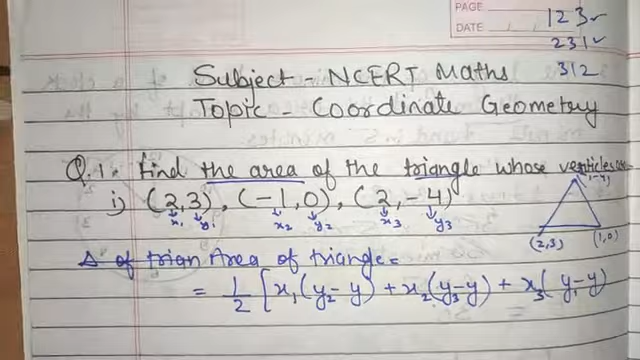 PAGE
DATE
123✓
231✓
312
Subject - NCERT Maths
Topic - Coordinate Geometry
Q.1. Find the area of the triangle whose vertices are-
i) (2,3), (-1,0), (2,-4)
x₁ y₁ x₂ y₂ x₃ y₃
(2,3) (1,0)
Δ of trian Area of triangle =
= 1/2 [x₁(y₂-y) + x₂(y₃-y) + x₃(y₁-y)